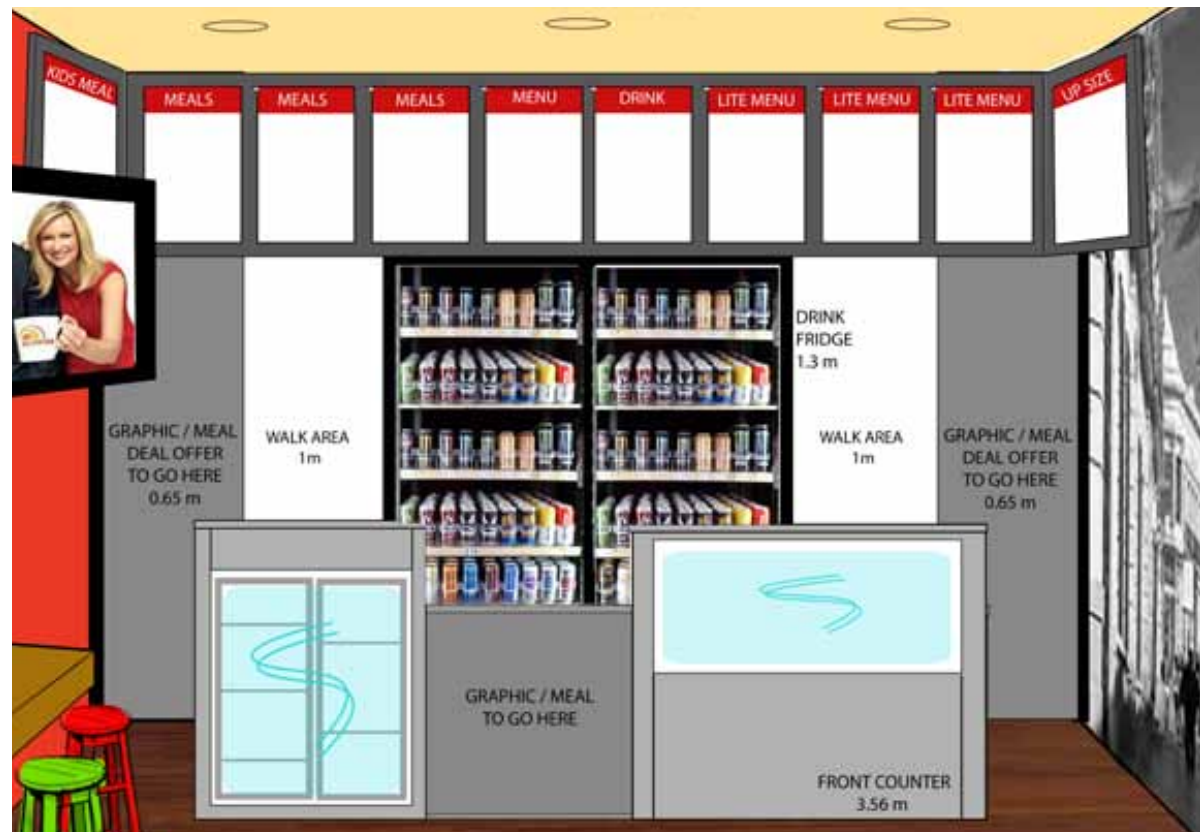 KIDS MEAL
MEALS
MEALS
MEALS
MENU
DRINK
LITE MENU
LITE MENU
LITE MENU
UP SIZE
DRINK
FRIDGE
1.3 m
GRAPHIC / MEAL
DEAL OFFER
TO GO HERE
0.65 m
WALK AREA
1m
WALK AREA
1m
GRAPHIC / MEAL
DEAL OFFER
TO GO HERE
0.65 m
GRAPHIC / MEAL
TO GO HERE
FRONT COUNTER
3.56 m